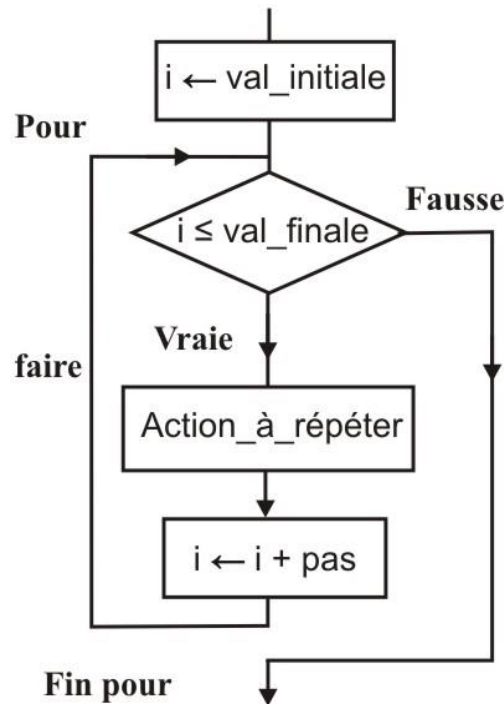 i ← val_initiale
Pour
Fausse
i ≤ val_finale
Vraie
faire
Action_à_répéter
i ← i + pas
Fin pour